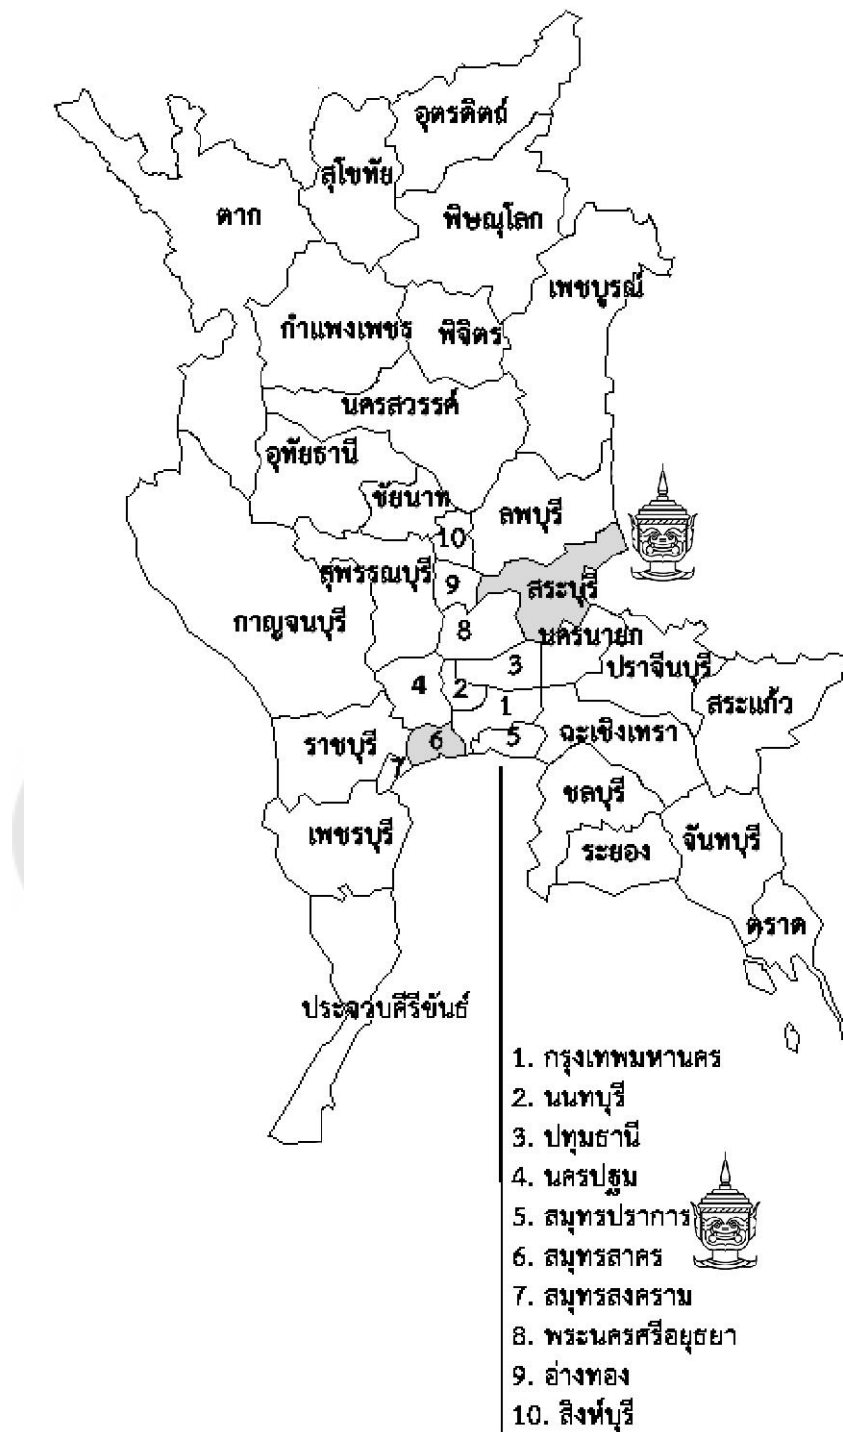 อุตรดิตถ์
สุโขทัย
ตาก
พิษณุโลก
เพชบูรณ์
กำแพงเพชร
พิจิตร
นครสวรรค์
อุทัยธานี
ชัยนาท
ลพบุรี
10
สุพรรณบุรี
9
สระบุรี
กาญจนบุรี
8
นครนายก
3
ปราจีนบุรี
4
2
สระแก้ว
1
ราชบุรี
6
5
ฉะเชิงเทรา
7
ชลบุรี
เพชรบุรี
ระยอง
จันทบุรี
ตราด
ประจวบคีรีขันธ์
1. กรุงเทพมหานคร
2. นนทบุรี
3. ปทุมธานี
4. นครปฐม
5. สมุทรปราการ
6. สมุทรสาคร
7. สมุทรสงคราม
8. พระนครศรีอยุธยา
9. อ่างทอง
10. สิงห์บุรี